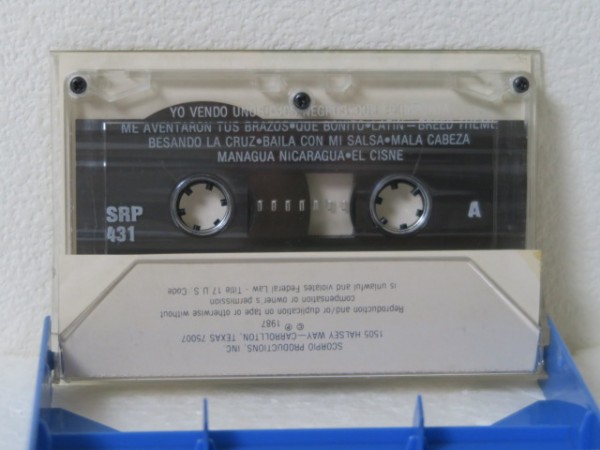 YO VENDO UNOS OJOS NEGROS
ME AVENTARON TUS BRAZOS•QUE BONITO•LATIN—BREED THEME
BESANDO LA CRUZ•BAILA CON MI SALSA•MALA CABEZA
MANAGUA NICARAGUA•EL CISNE
SRP
431
A
SCORPIO PRODUCTIONS, INC
1505 HALSEY WAY—CARROLLTON, TEXAS 75007
© ℗ 1987
Reproduction and/or duplication on tape or otherwise without
compensation or owner's permission
is unlawful and violates Federal Law - Title 17 U S Code